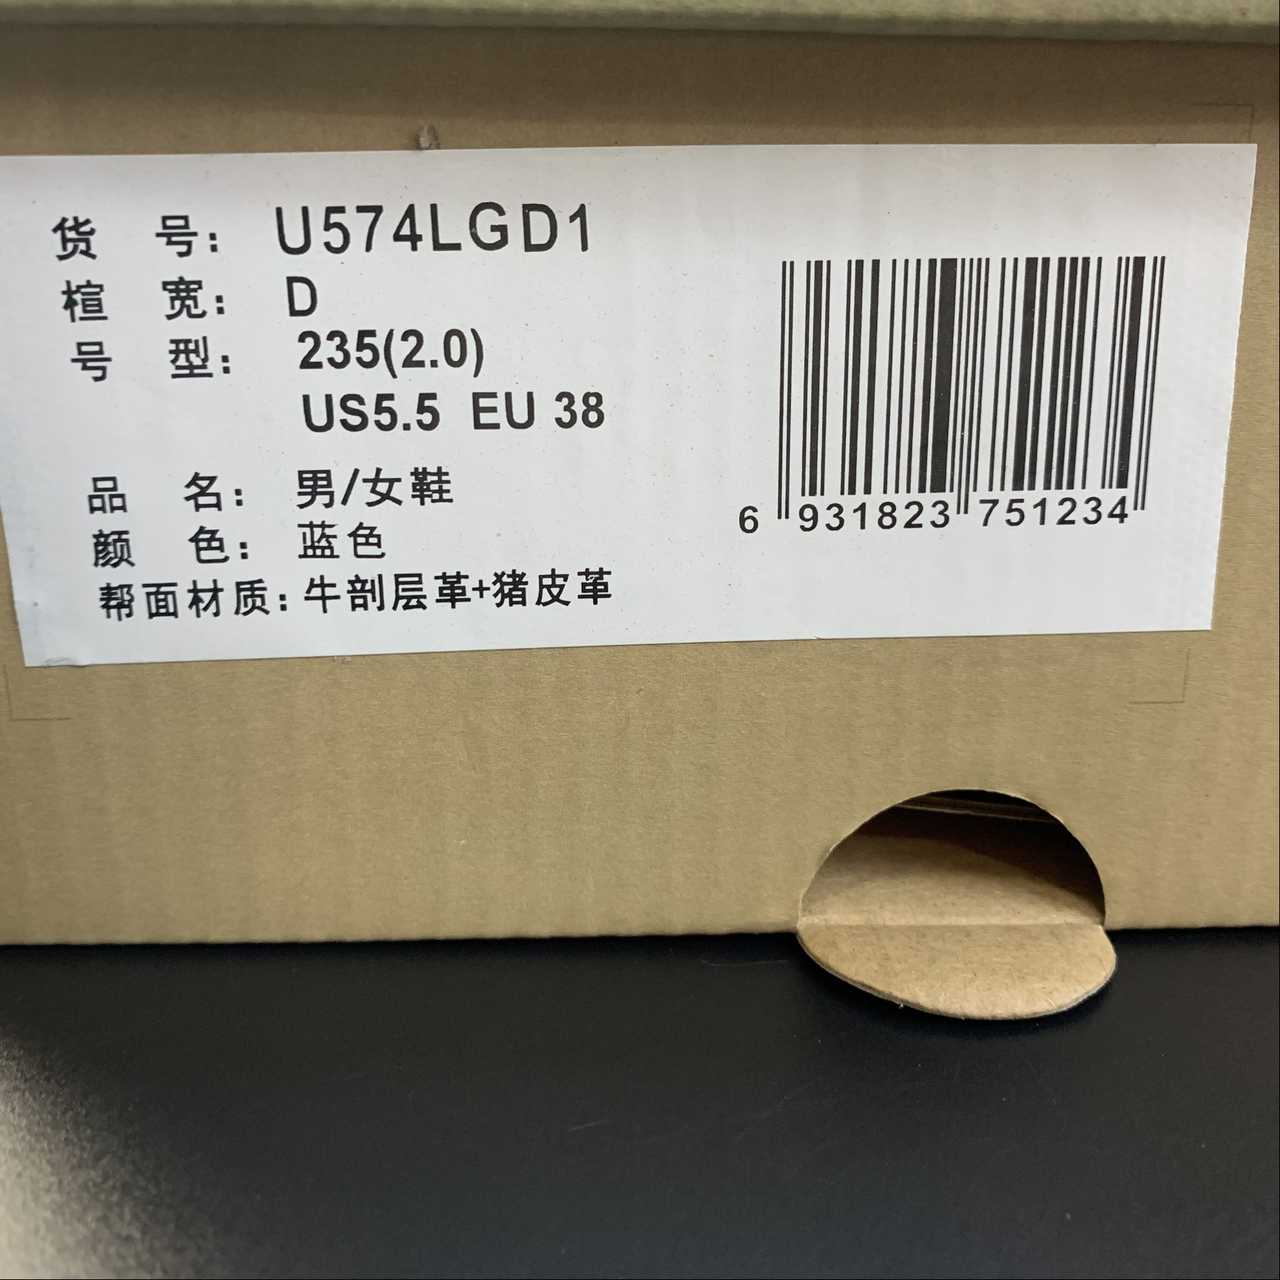 货 号: U574LGD1
楦 宽: D
号 型: 235(2.0)
US5.5 EU 38
品 名: 男/女鞋
颜 色: 蓝色
帮面材质: 牛剖层革+猪皮革
6 931823 751234